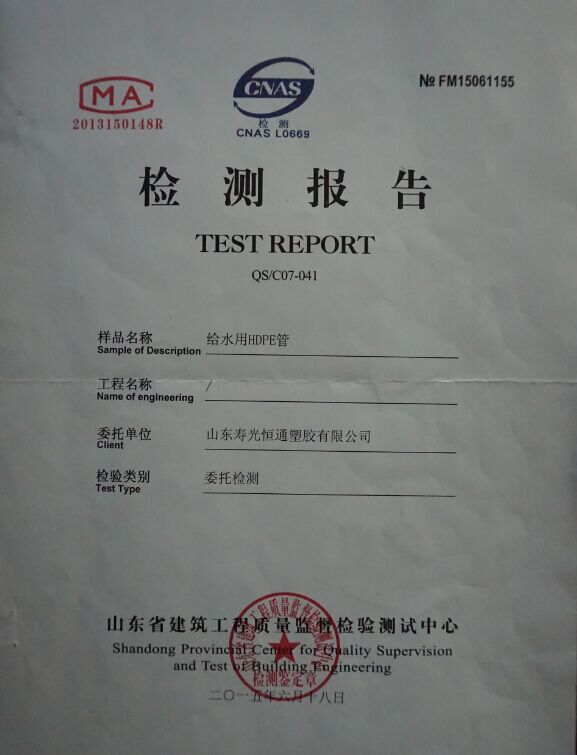 MA
2013150148R
CNAS
检 测
CNAS L0669
№ FM15061155
检 测 报 告
TEST REPORT
QS/C07-041
样品名称 给水用HDPE管
Sample of Description
工程名称 /
Name of engineering
委托单位 山东寿光恒通塑胶有限公司
Client
检验类别 委托检测
Test Type
山东省建筑工程质量监督检验测试中心
Shandong Provincial Center for Quality Supervision
and Test of Building Engineering
检测鉴定章
二〇一五年六月十八日